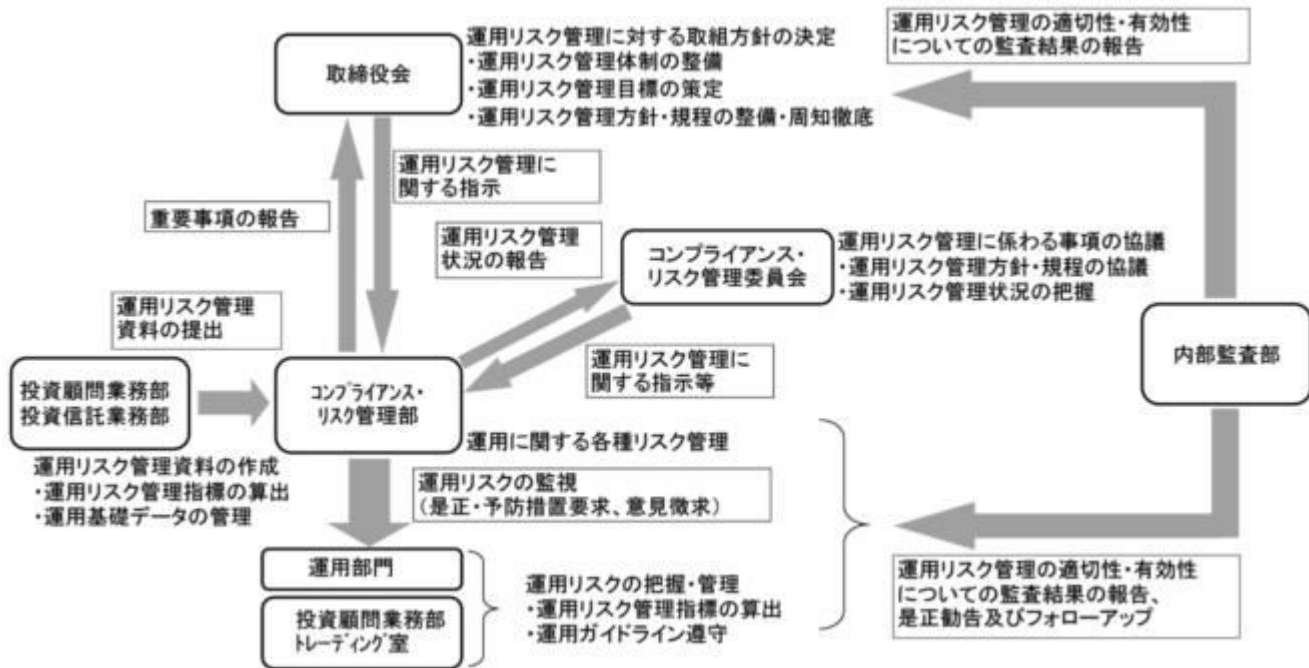 取締役会
運用リスク管理に対する取組方針の決定
・運用リスク管理体制の整備
・運用リスク管理目標の策定
・運用リスク管理方針・規程の整備・周知徹底
運用リスク管理の適切性・有効性
についての監査結果の報告
運用リスク管理に
関する指示
重要事項の報告
運用リスク管理
状況の報告
コンプライアンス・
リスク管理委員会
運用リスク管理に係わる事項の協議
・運用リスク管理方針・規程の協議
・運用リスク管理状況の把握
運用リスク管理
資料の提出
内部監査部
運用リスク管理に
関する指示等
投資顧問業務部
投資信託業務部
コンプライアンス・
リスク管理部
運用に関する各種リスク管理
運用リスク管理資料の作成
・運用リスク管理指標の算出
・運用基礎データの管理
運用リスクの監視
(是正・予防措置要求、意見徴求)
運用部門
投資顧問業務部
トレーディング室
運用リスクの把握・管理
・運用リスク管理指標の算出
・運用ガイドライン遵守
運用リスク管理の適切性・有効性
についての監査結果の報告、
是正勧告及びフォローアップ